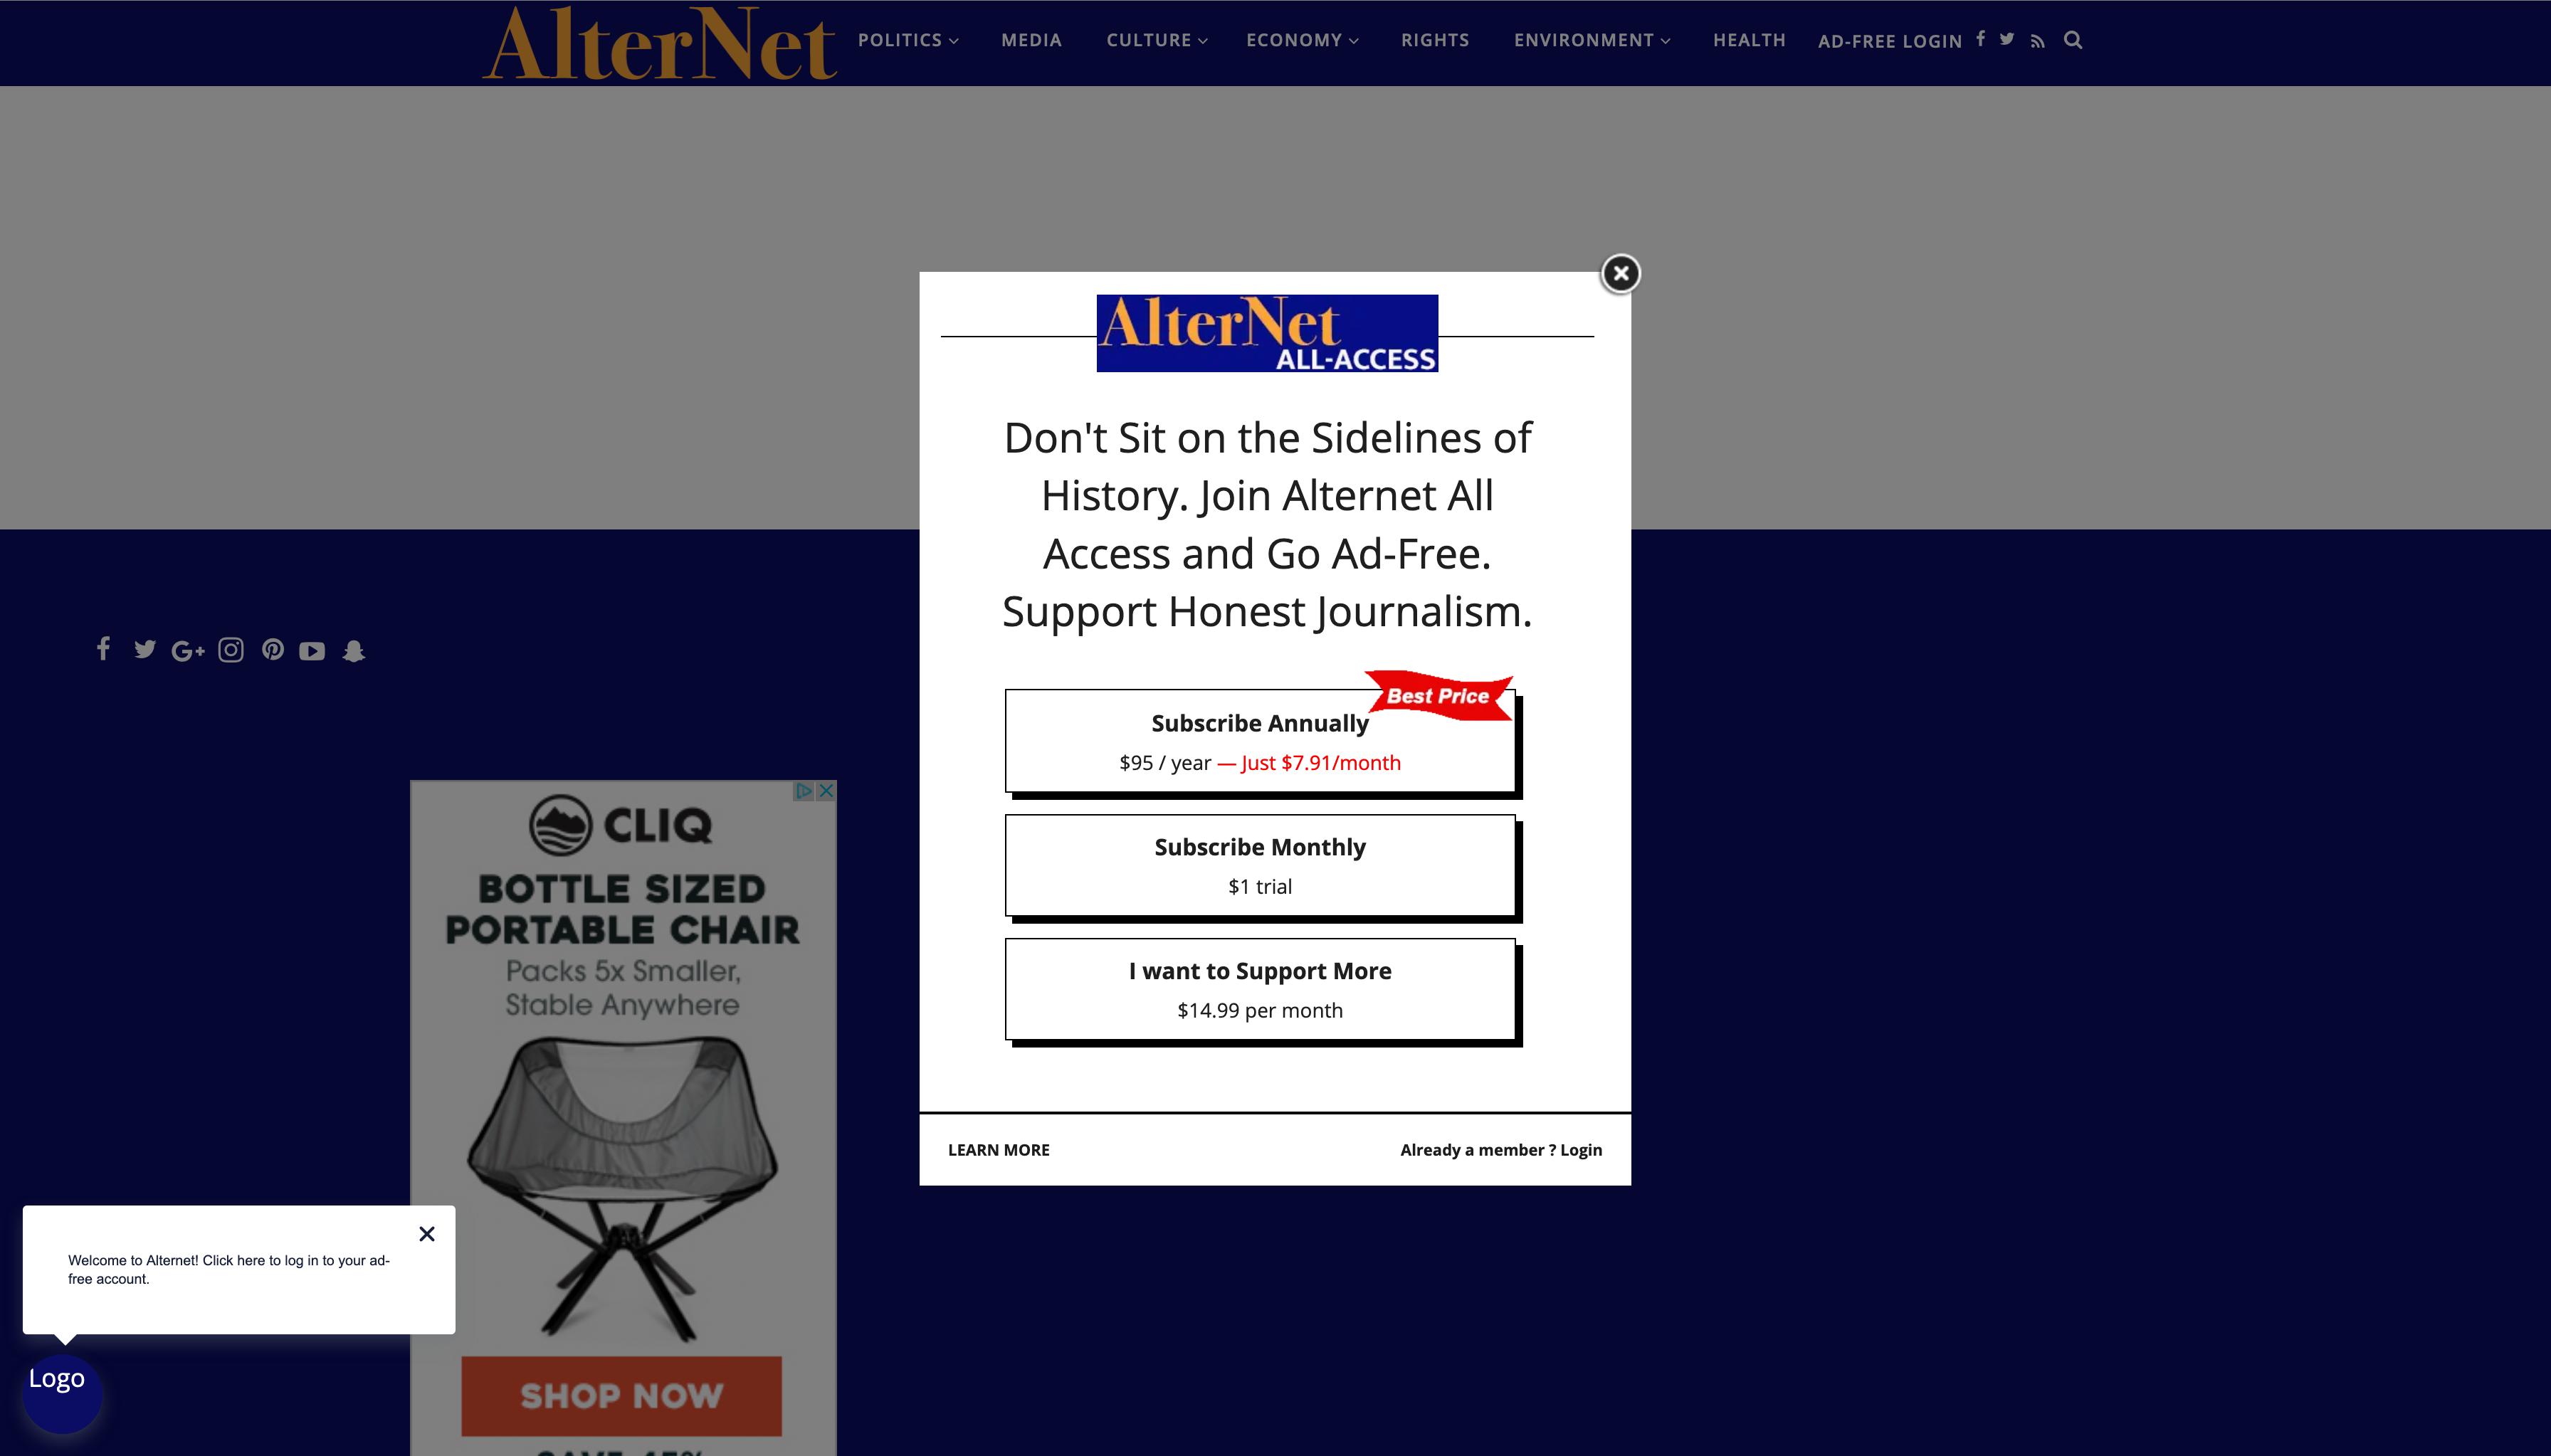 AlterNet
POLITICS MEDIA CULTURE ECONOMY RIGHTS ENVIRONMENT HEALTH AD-FREE LOGIN
AlterNet
ALL-ACCESS
Don't Sit on the Sidelines of
History. Join Alternet All
Access and Go Ad-Free.
Support Honest Journalism.
Best Price
Subscribe Annually
$95 / year — Just $7.91/month
Subscribe Monthly
$1 trial
I want to Support More
$14.99 per month
LEARN MORE
Already a member ? Login
CLIQ
BOTTLE SIZED
PORTABLE CHAIR
Packs 5x Smaller,
Stable Anywhere
SHOP NOW
Welcome to Alternet! Click here to log in to your ad-
free account.
Logo